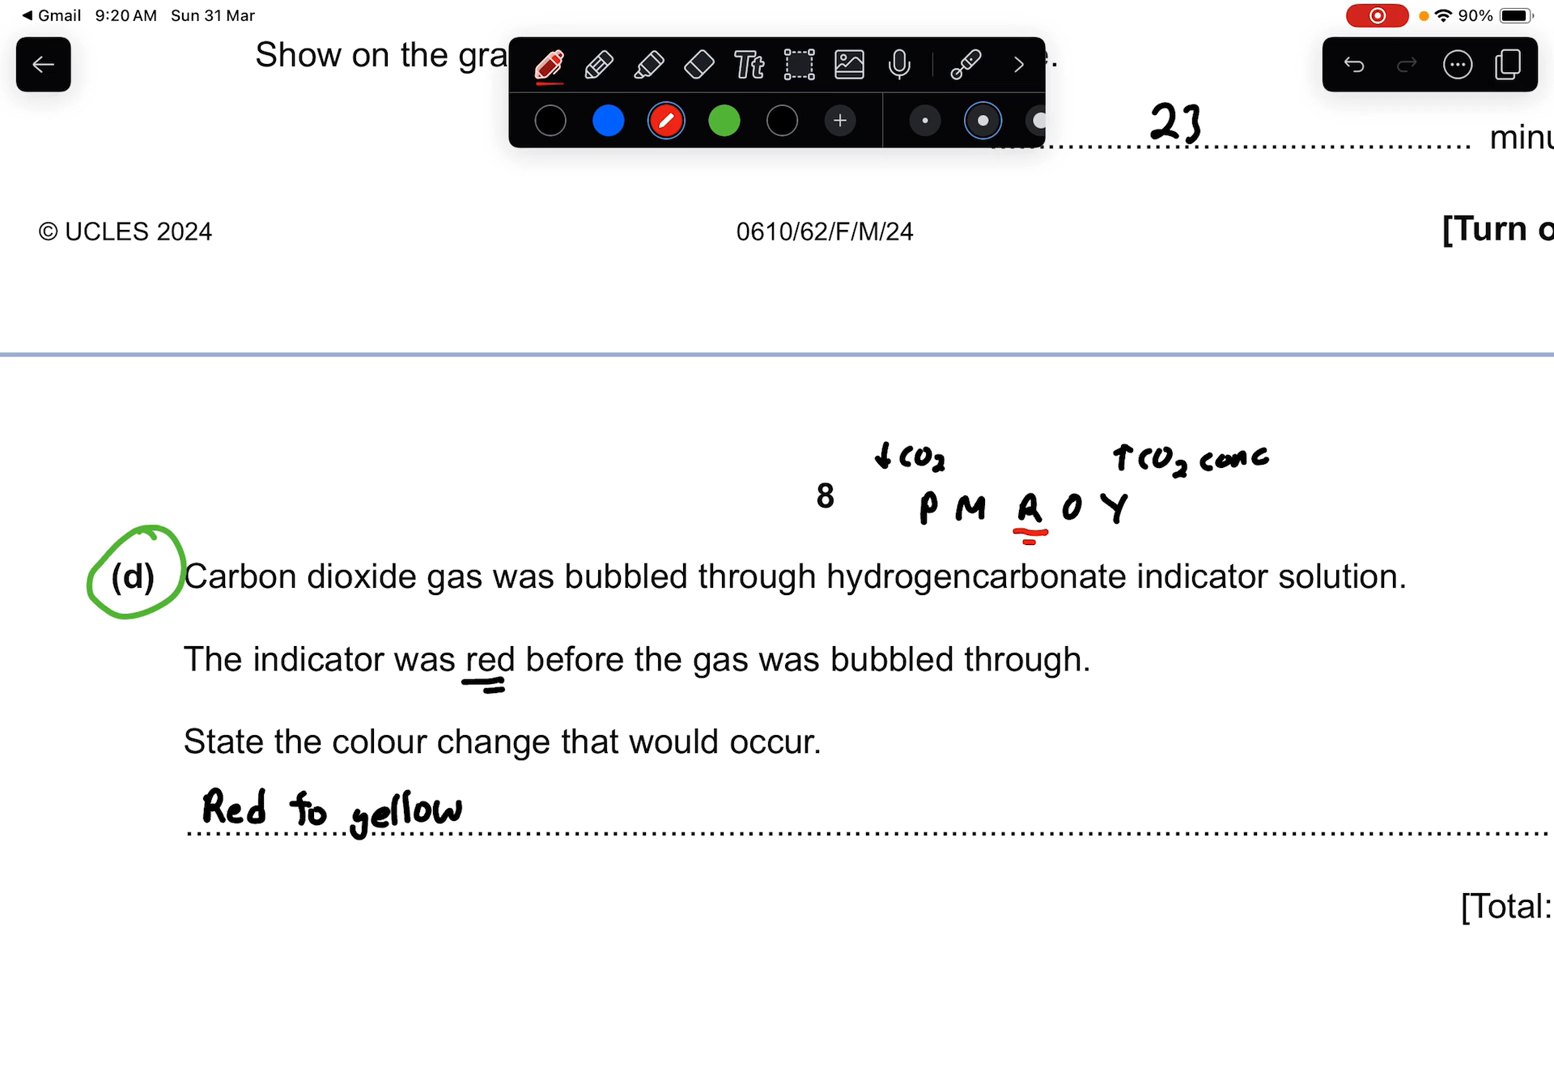 Gmail 9:20 AM Sun 31 Mar
90%
Show on the gra
Tt
23
minu
© UCLES 2024
0610/62/F/M/24
[Turn o
↓CO2 ↑CO2 conc
8
P M R O Y
(d) Carbon dioxide gas was bubbled through hydrogencarbonate indicator solution.
The indicator was red before the gas was bubbled through.
State the colour change that would occur.
Red to yellow
[Total: